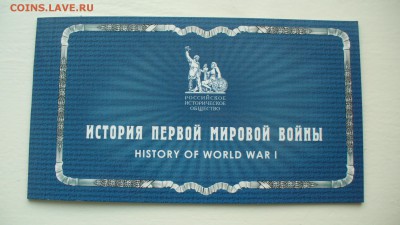 COINS.LAVE.RU
РОССИЙСКОЕ
ИСТОРИЧЕСКОЕ
ОБЩЕСТВО
ИСТОРИЯ ПЕРВОЙ МИРОВОЙ ВОЙНЫ
HISTORY OF WORLD WAR I